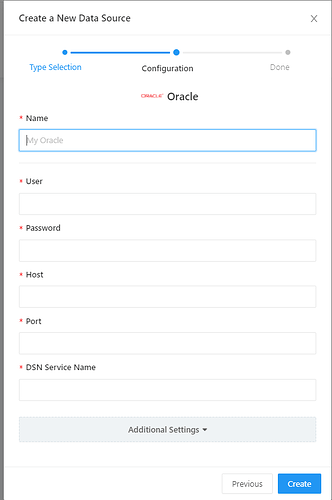 Create a New Data Source
Type Selection
Configuration
Done
ORACLE Oracle
* Name
My Oracle
* User
* Password
* Host
* Port
* DSN Service Name
Additional Settings
Previous
Create